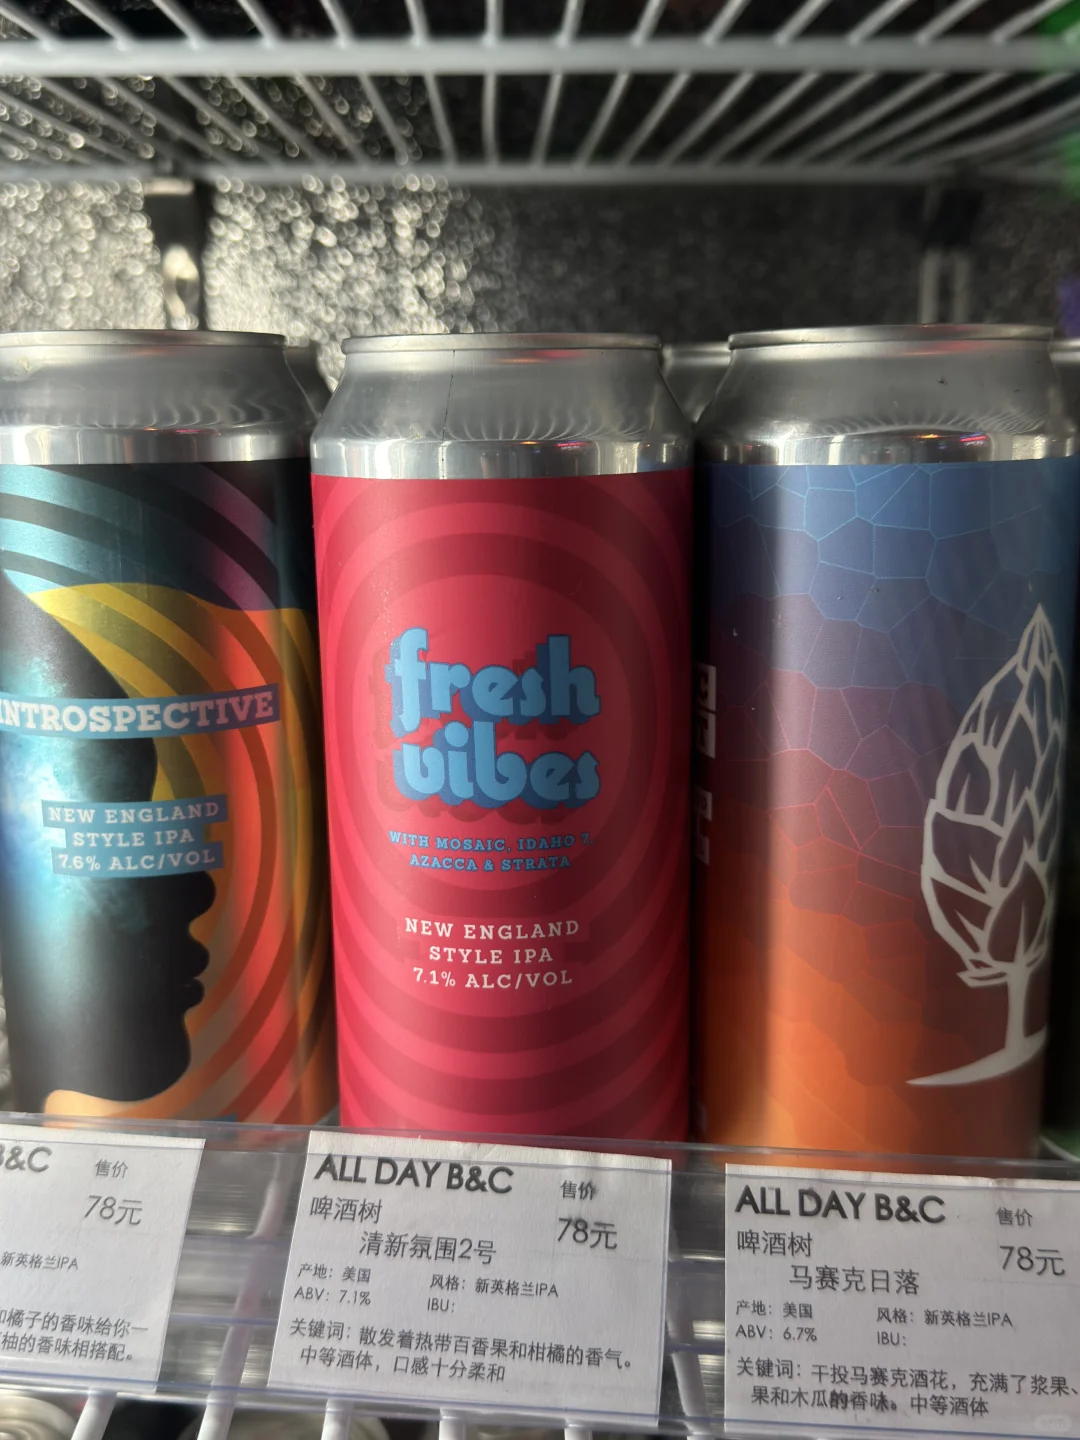 INTROSPECTIVE
NEW ENGLAND
STYLE IPA
7.6% ALC/VOL
fresh
vibes
WITH MOSAIC, IDAHO 7,
AZACCA & STRATA
NEW ENGLAND
STYLE IPA
7.1% ALC/VOL
B&C 售价
78元
新英格兰IPA
和橘子的香味给你一
柚的香味相搭配。
ALL DAY B&C 售价
啤酒树
78元
清新氛围2号
产地：美国 风格：新英格兰IPA
ABV：7.1% IBU：
关键词：散发着热带百香果和柑橘的香气。
中等酒体，口感十分柔和
ALL DAY B&C 售价
啤酒树
78元
马赛克日落
产地：美国 风格：新英格兰IPA
ABV：6.7% IBU：
关键词：干投马赛克酒花，充满了浆果、
果和木瓜的香味。中等酒体